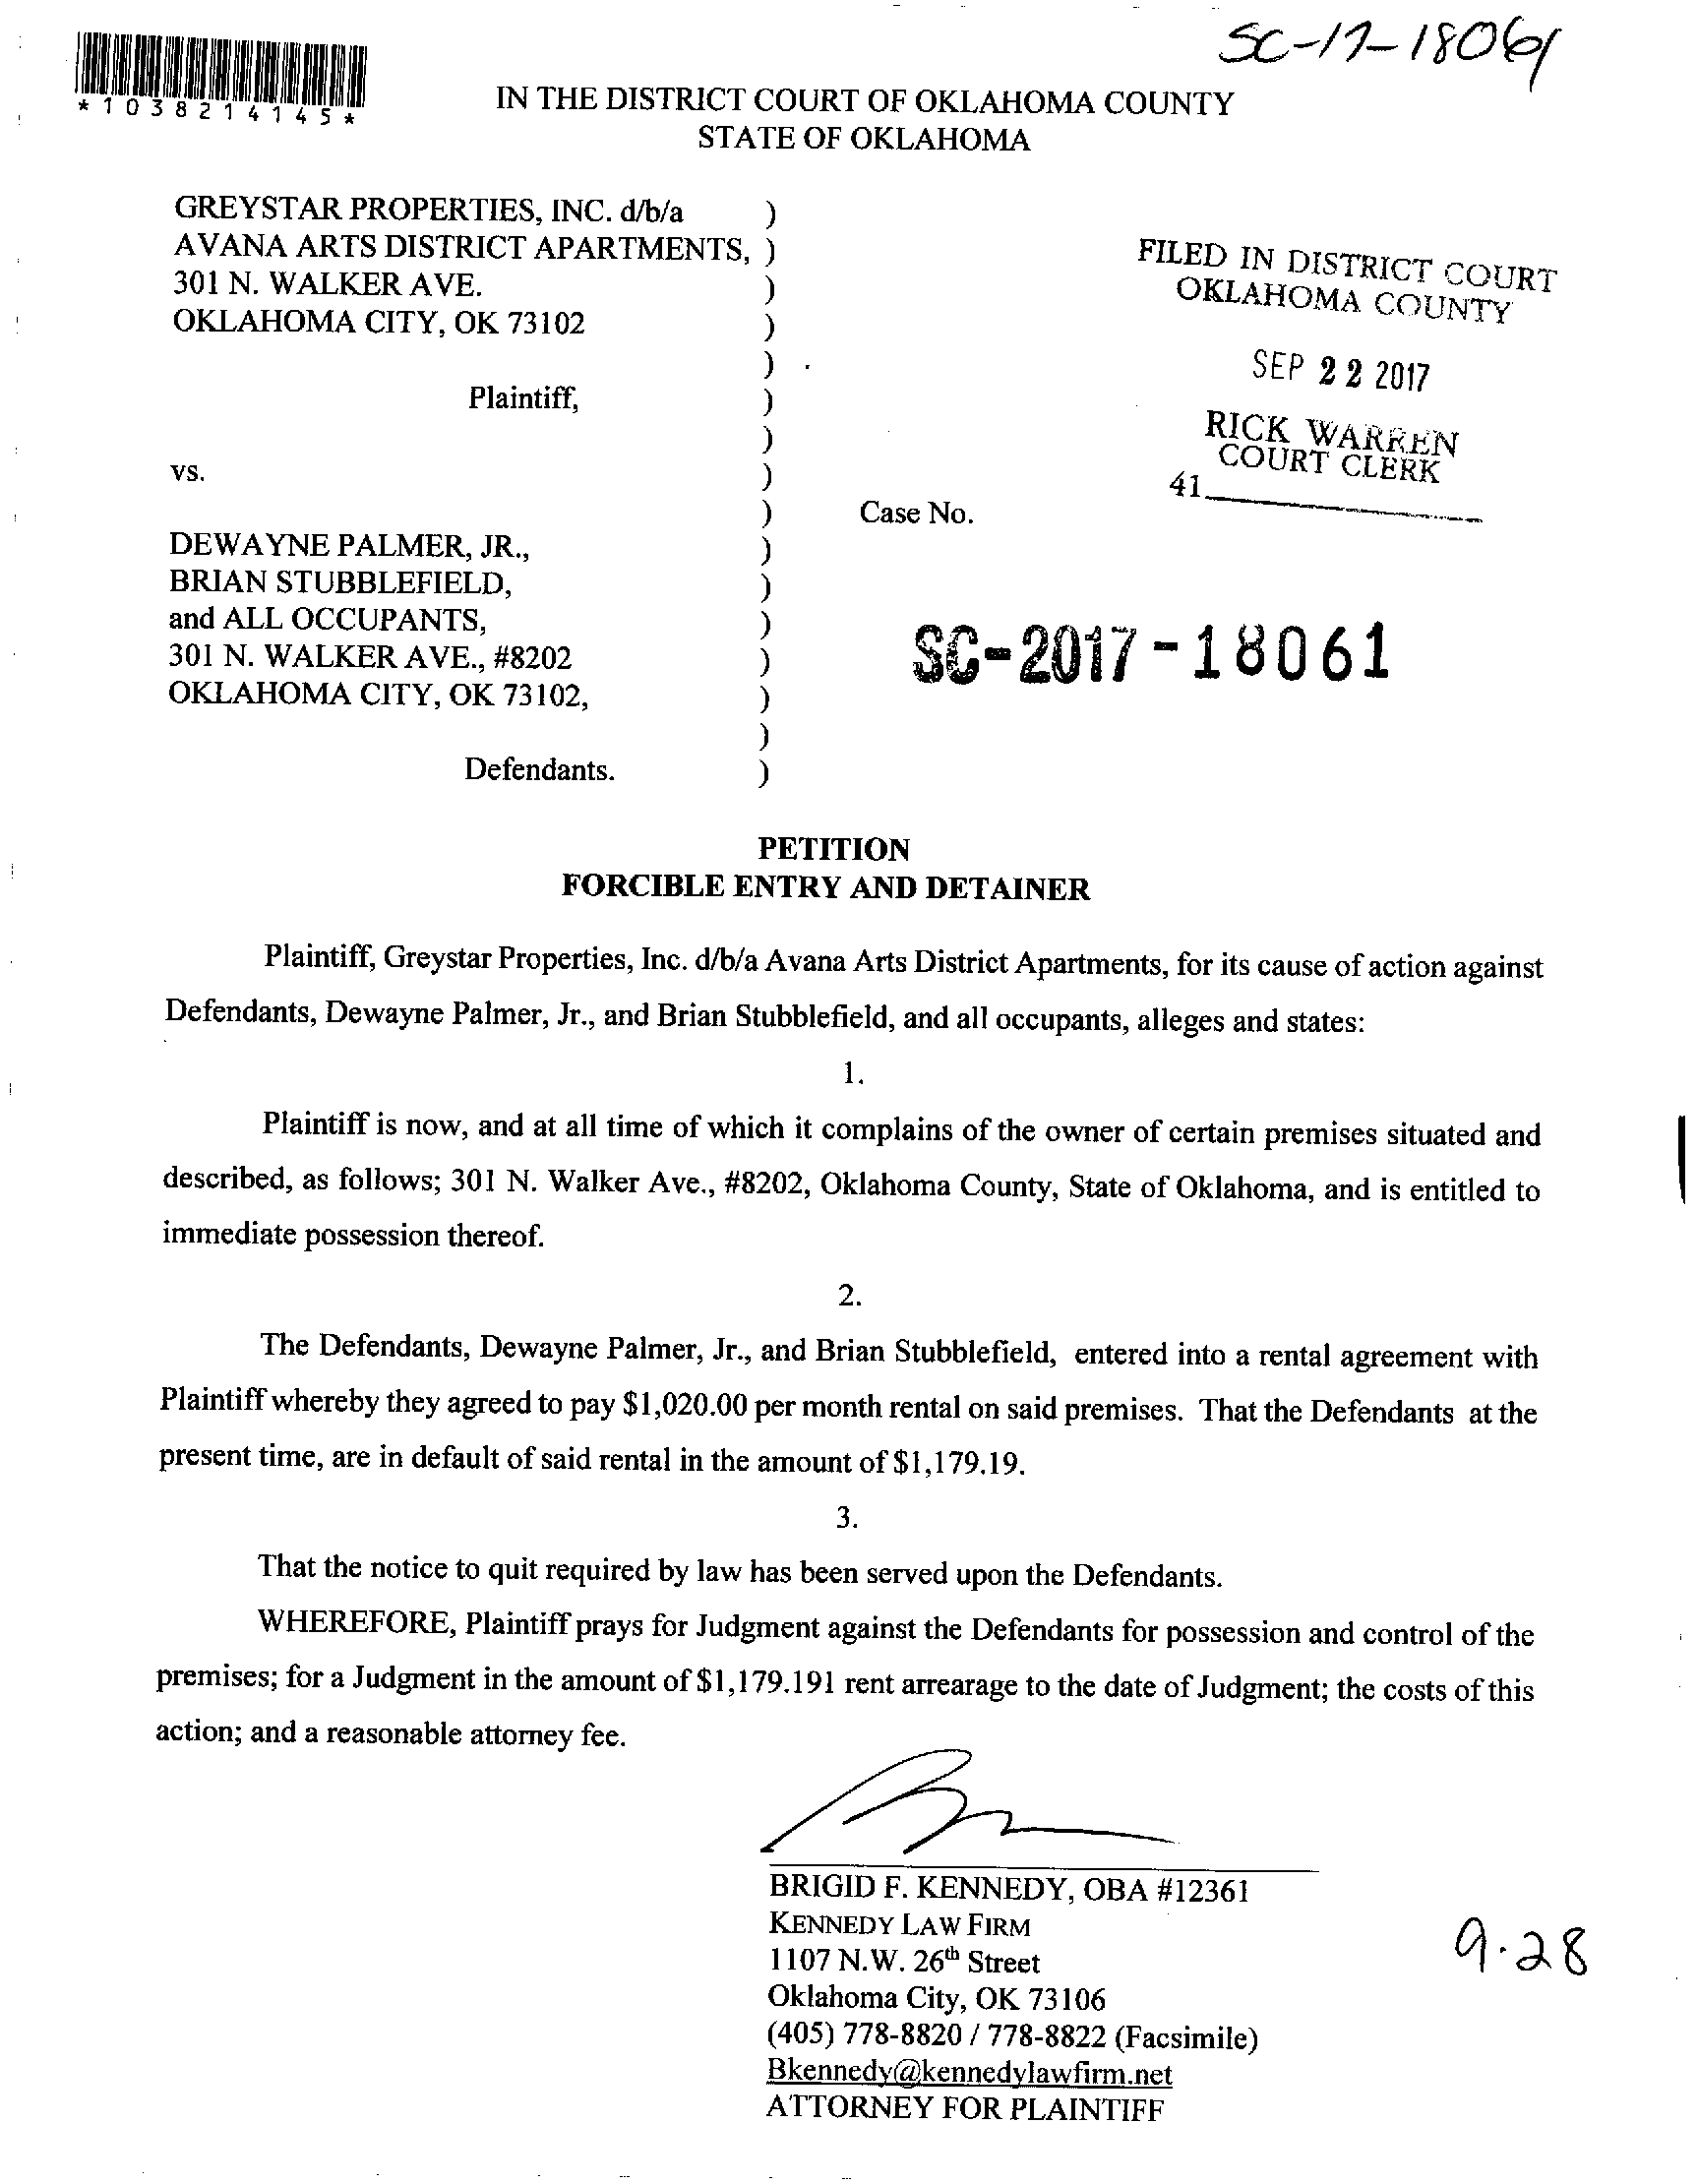 SC-17-18061
*1038214145*
IN THE DISTRICT COURT OF OKLAHOMA COUNTY
STATE OF OKLAHOMA
GREYSTAR PROPERTIES, INC. d/b/a )
AVANA ARTS DISTRICT APARTMENTS, )
301 N. WALKER AVE. )
OKLAHOMA CITY, OK 73102 )
)
Plaintiff, )
)
vs. )
)
DEWAYNE PALMER, JR., )
BRIAN STUBBLEFIELD, )
and ALL OCCUPANTS, )
301 N. WALKER AVE., #8202 )
OKLAHOMA CITY, OK 73102, )
)
Defendants. )
FILED IN DISTRICT COURT
OKLAHOMA COUNTY
SEP 22 2017
RICK WARREN
COURT CLERK
41
Case No.
SC-2017-18061
PETITION
FORCIBLE ENTRY AND DETAINER
Plaintiff, Greystar Properties, Inc. d/b/a Avana Arts District Apartments, for its cause of action against
Defendants, Dewayne Palmer, Jr., and Brian Stubblefield, and all occupants, alleges and states:
1.
Plaintiff is now, and at all time of which it complains of the owner of certain premises situated and
described, as follows; 301 N. Walker Ave., #8202, Oklahoma County, State of Oklahoma, and is entitled to
immediate possession thereof.
2.
The Defendants, Dewayne Palmer, Jr., and Brian Stubblefield, entered into a rental agreement with
Plaintiff whereby they agreed to pay $1,020.00 per month rental on said premises. That the Defendants at the
present time, are in default of said rental in the amount of $1,179.19.
3.
That the notice to quit required by law has been served upon the Defendants.
WHEREFORE, Plaintiff prays for Judgment against the Defendants for possession and control of the
premises; for a Judgment in the amount of $1,179.191 rent arrearage to the date of Judgment; the costs of this
action; and a reasonable attorney fee.
BRIGID F. KENNEDY, OBA #12361
KENNEDY LAW FIRM
1107 N.W. 26th Street
Oklahoma City, OK 73106
(405) 778-8820 / 778-8822 (Facsimile)
Bkennedy@kennedylawfirm.net
ATTORNEY FOR PLAINTIFF
9.28